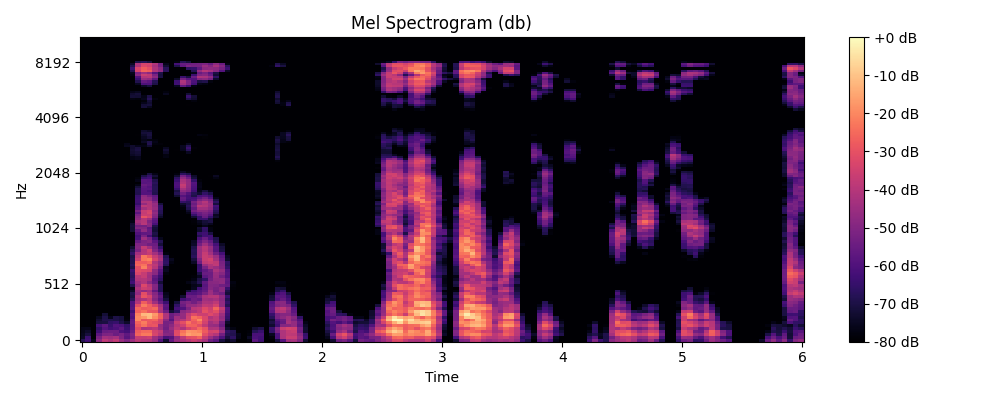 Mel Spectrogram (db)
Hz
8192
4096
2048
1024
512
0
0 1 2 3 4 5 6
Time
+0 dB
-10 dB
-20 dB
-30 dB
-40 dB
-50 dB
-60 dB
-70 dB
-80 dB